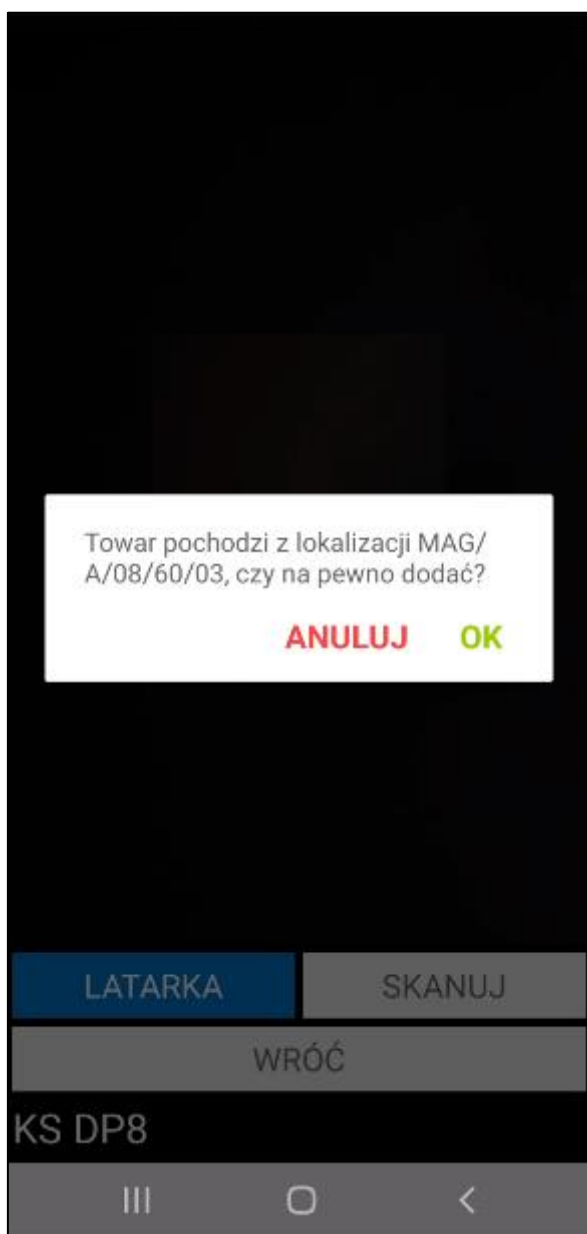 Towar pochodzi z lokalizacji MAG/
A/08/60/03, czy na pewno dodać?
ANULUJ OK
LATARKA SKANUJ
WRÓĆ
KS DP8